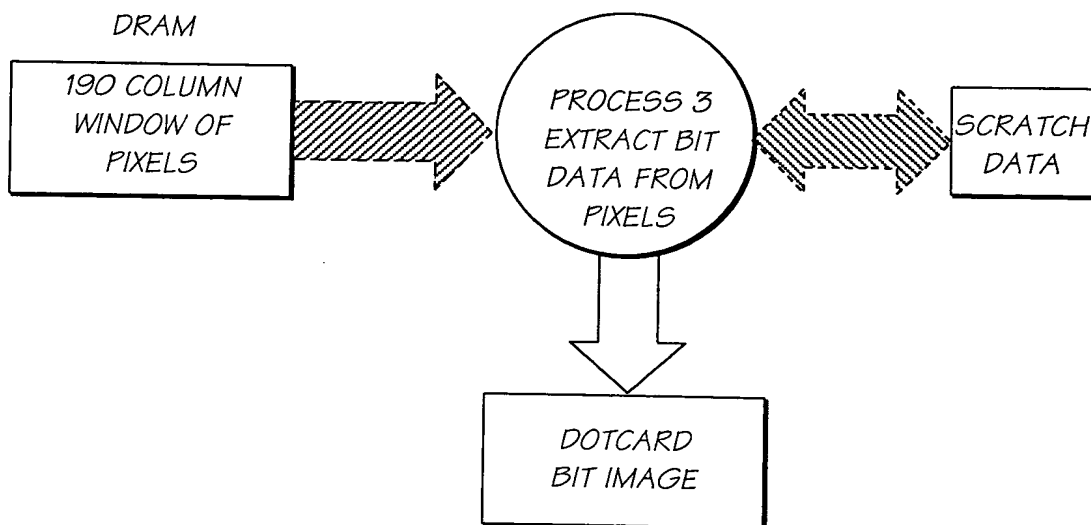 DRAM
190 COLUMN
WINDOW OF
PIXELS
PROCESS 3
EXTRACT BIT
DATA FROM
PIXELS
SCRATCH
DATA
DOTCARD
BIT IMAGE